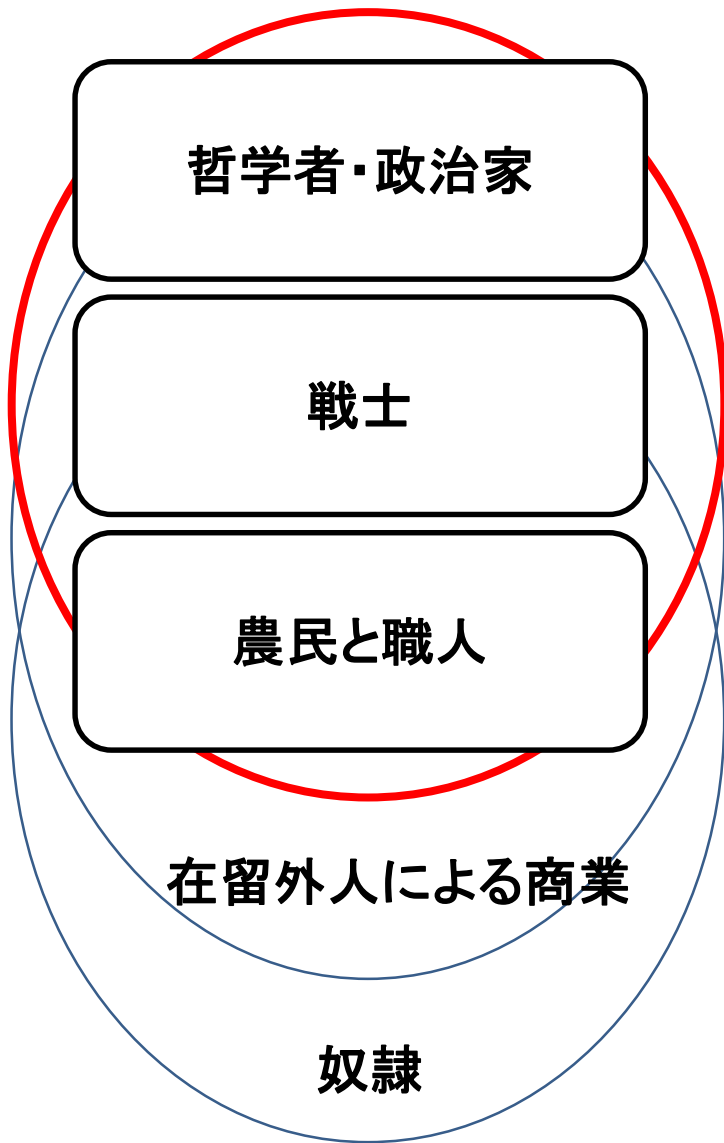 哲学者・政治家
戦士
農民と職人
在留外人による商業
奴隷